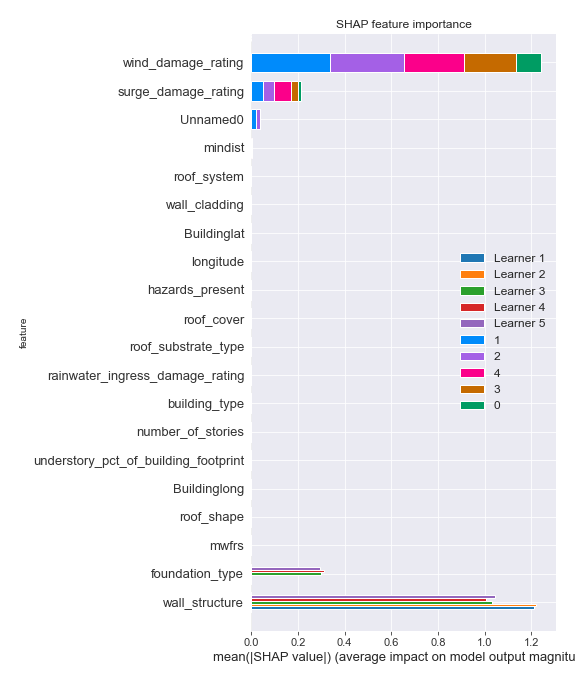 SHAP feature importance
wind_damage_rating
surge_damage_rating
Unnamed0
mindist
roof_system
wall_cladding
Buildinglat
longitude
hazards_present
roof_cover
roof_substrate_type
rainwater_ingress_damage_rating
building_type
number_of_stories
understory_pct_of_building_footprint
Buildinglong
roof_shape
mwfrs
foundation_type
wall_structure
feature
Learner 1
Learner 2
Learner 3
Learner 4
Learner 5
1
2
4
3
0
0.0 0.2 0.4 0.6 0.8 1.0 1.2
mean(|SHAP value|) (average impact on model output magnitu